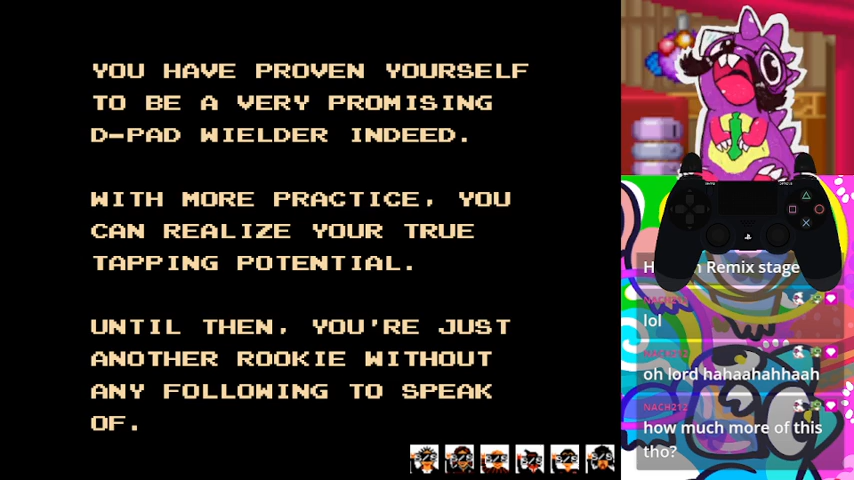 YOU HAVE PROVEN YOURSELF
TO BE A VERY PROMISING
D-PAD WIELDER INDEED.
WITH MORE PRACTICE, YOU
CAN REALIZE YOUR TRUE
TAPPING POTENTIAL.
UNTIL THEN, YOU'RE JUST
ANOTHER ROOKIE WITHOUT
ANY FOLLOWING TO SPEAK
OF.
Remix stage
NACH212
lol
NACH212
oh lord hahaahahhaah
NACH212
how much more of this
tho?